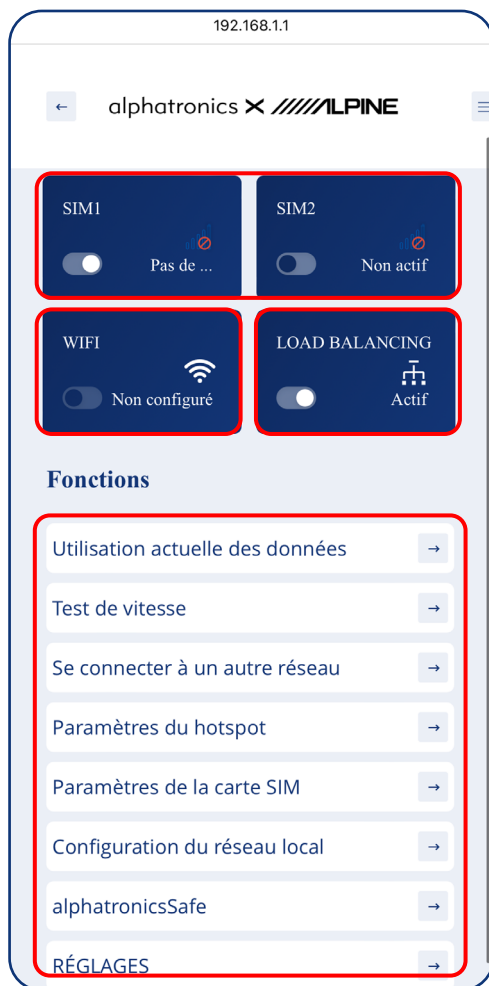 192.168.1.1
← alphatronics × /////ALPINE
SIM1
Pas de ...
SIM2
Non actif
WIFI
Non configuré
LOAD BALANCING
Actif
Fonctions
Utilisation actuelle des données →
Test de vitesse →
Se connecter à un autre réseau →
Paramètres du hotspot →
Paramètres de la carte SIM →
Configuration du réseau local →
alphatronicsSafe →
RÉGLAGES →